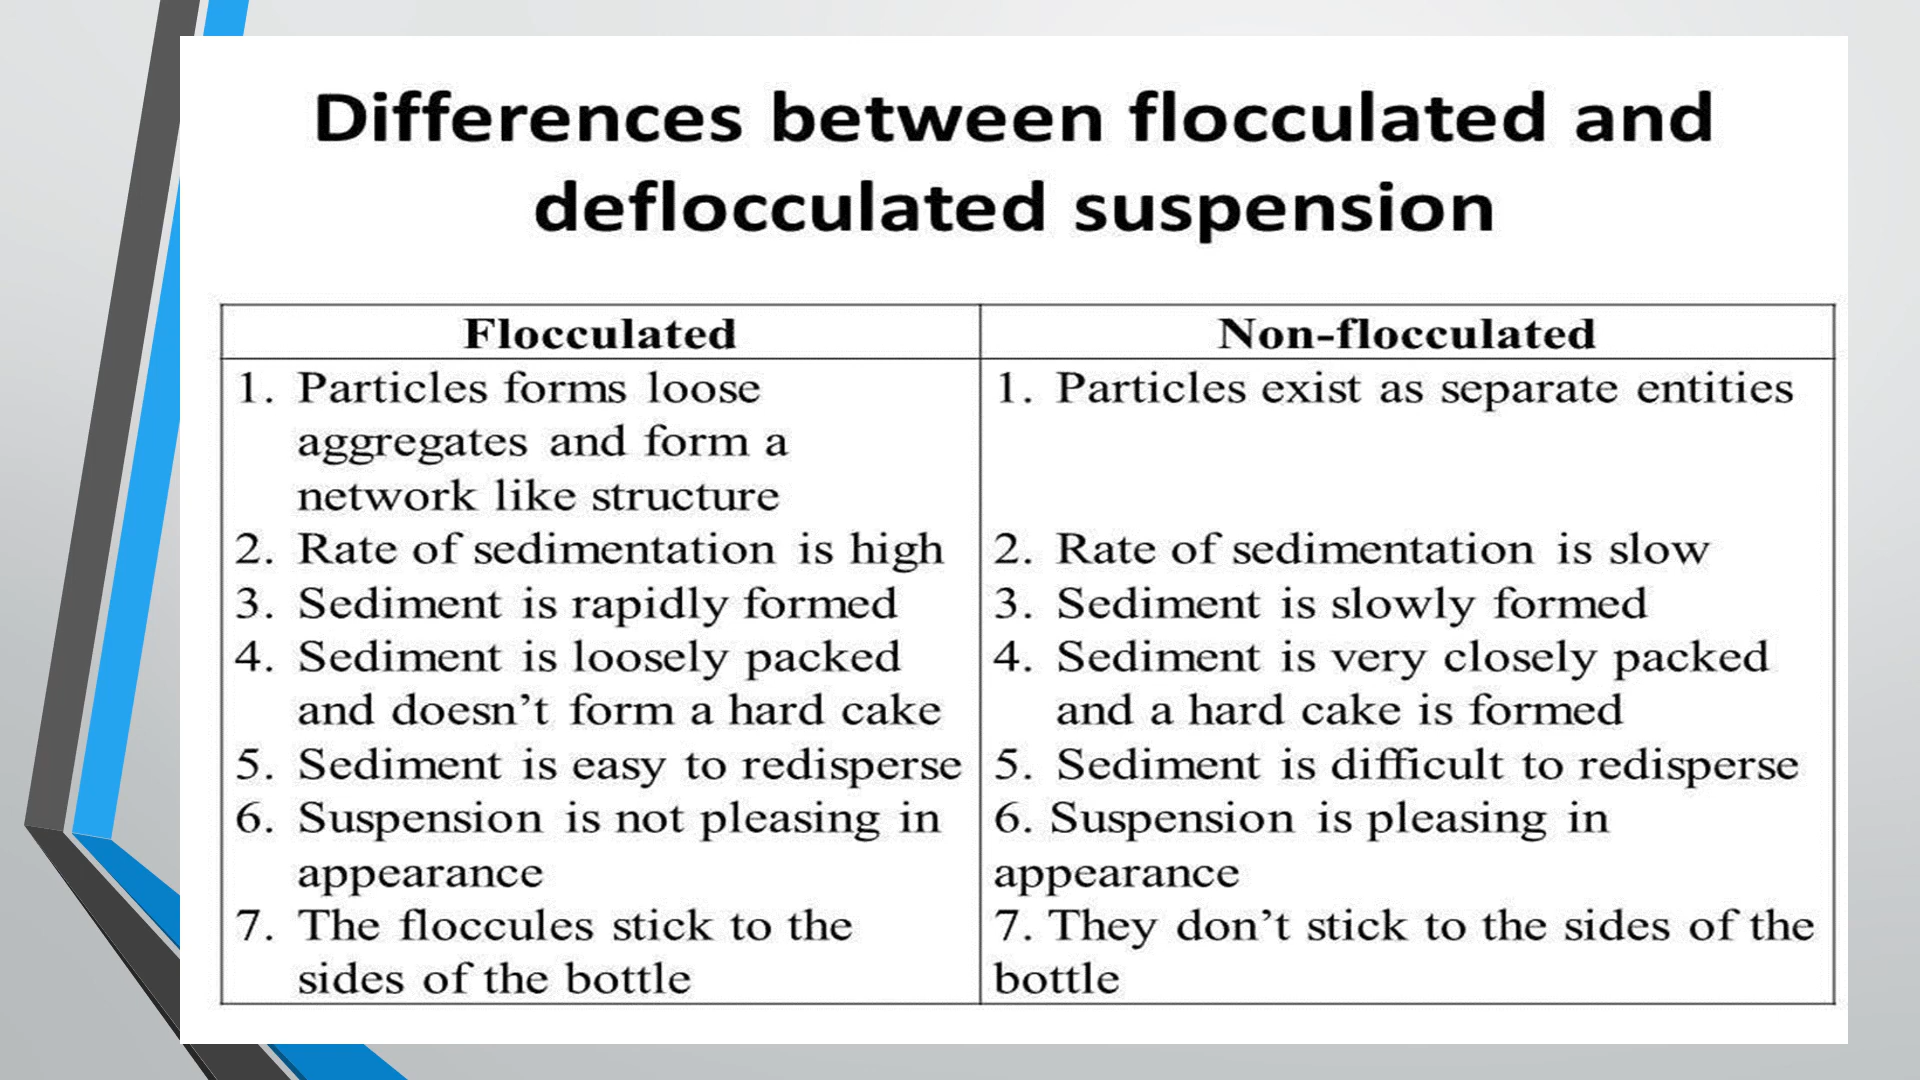 Differences between flocculated and
deflocculated suspension
Flocculated
1. Particles forms loose
aggregates and form a
network like structure
2. Rate of sedimentation is high
3. Sediment is rapidly formed
4. Sediment is loosely packed
and doesn’t form a hard cake
5. Sediment is easy to redisperse
6. Suspension is not pleasing in
appearance
7. The floccules stick to the
sides of the bottle
Non-flocculated
1. Particles exist as separate entities
2. Rate of sedimentation is slow
3. Sediment is slowly formed
4. Sediment is very closely packed
and a hard cake is formed
5. Sediment is difficult to redisperse
6. Suspension is pleasing in
appearance
7. They don’t stick to the sides of the
bottle